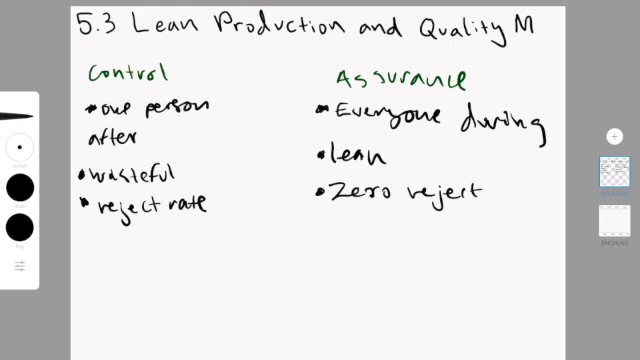 5.3 Lean Production and Quality M
Control
Assurance
• one person
after
• Everyone during
• wasteful
• Lean
• reject rate
• Zero reject